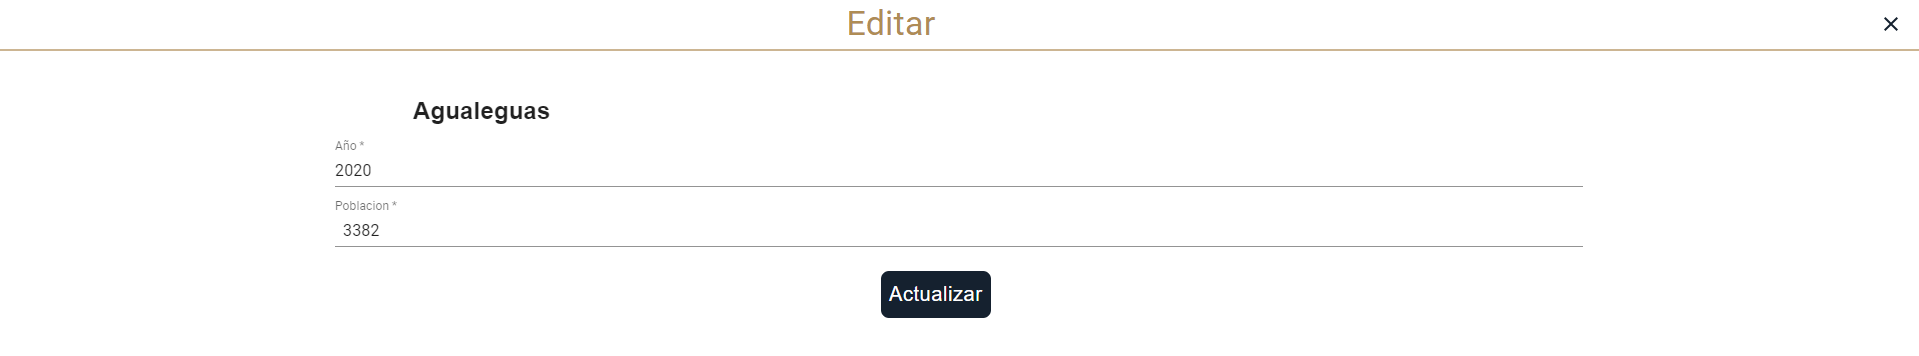 Editar
Agualeguas
Año *
2020
Poblacion *
3382
Actualizar